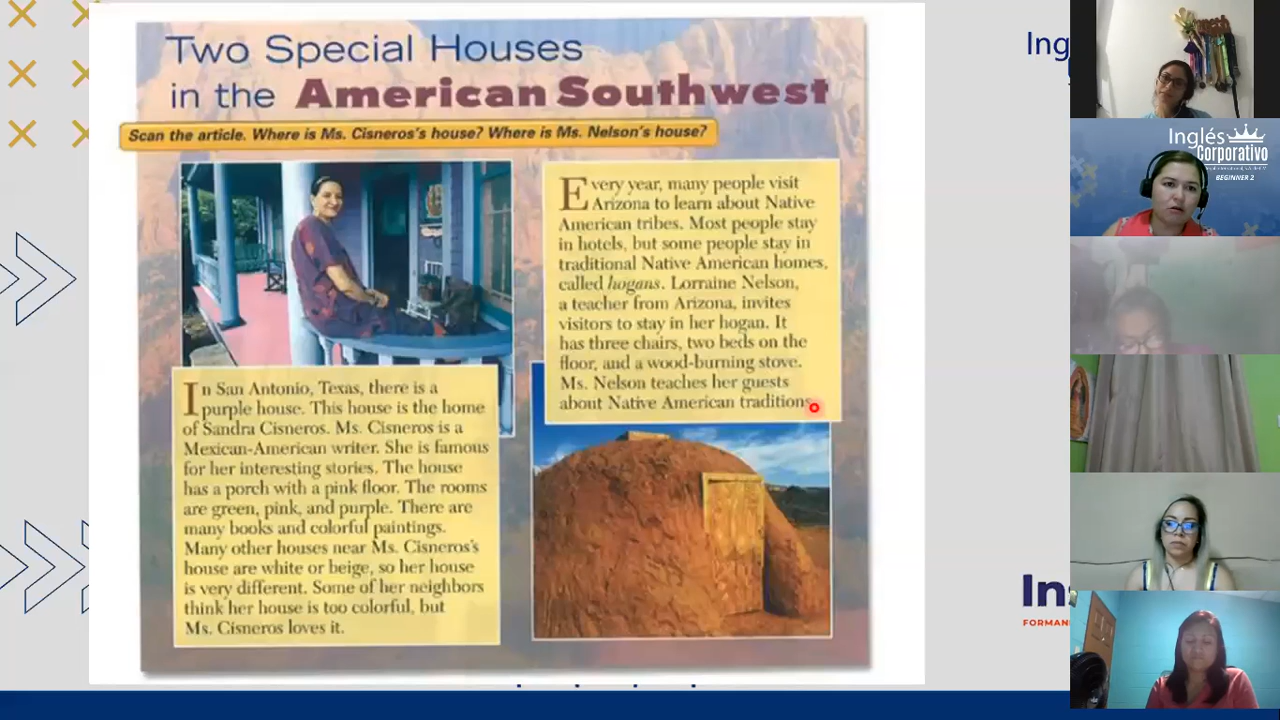 Two Special Houses
in the American Southwest
Scan the article. Where is Ms. Cisneros's house? Where is Ms. Nelson's house?
In San Antonio, Texas, there is a
purple house. This house is the home
of Sandra Cisneros. Ms. Cisneros is a
Mexican-American writer. She is famous
for her interesting stories. The house
has a porch with a pink floor. The rooms
are green, pink, and purple. There are
many books and colorful paintings.
Many other houses near Ms. Cisneros's
house are white or beige, so her house
is very different. Some of her neighbors
think her house is too colorful, but
Ms. Cisneros loves it.
Every year, many people visit
Arizona to learn about Native
American tribes. Most people stay
in hotels, but some people stay in
traditional Native American homes,
called hogans. Lorraine Nelson,
a teacher from Arizona, invites
visitors to stay in her hogan. It
has three chairs, two beds on the
floor, and a wood-burning stove.
Ms. Nelson teaches her guests
about Native American traditions
Ing
In
FORMAN
Inglés
Corporativo
BEGINNER 2